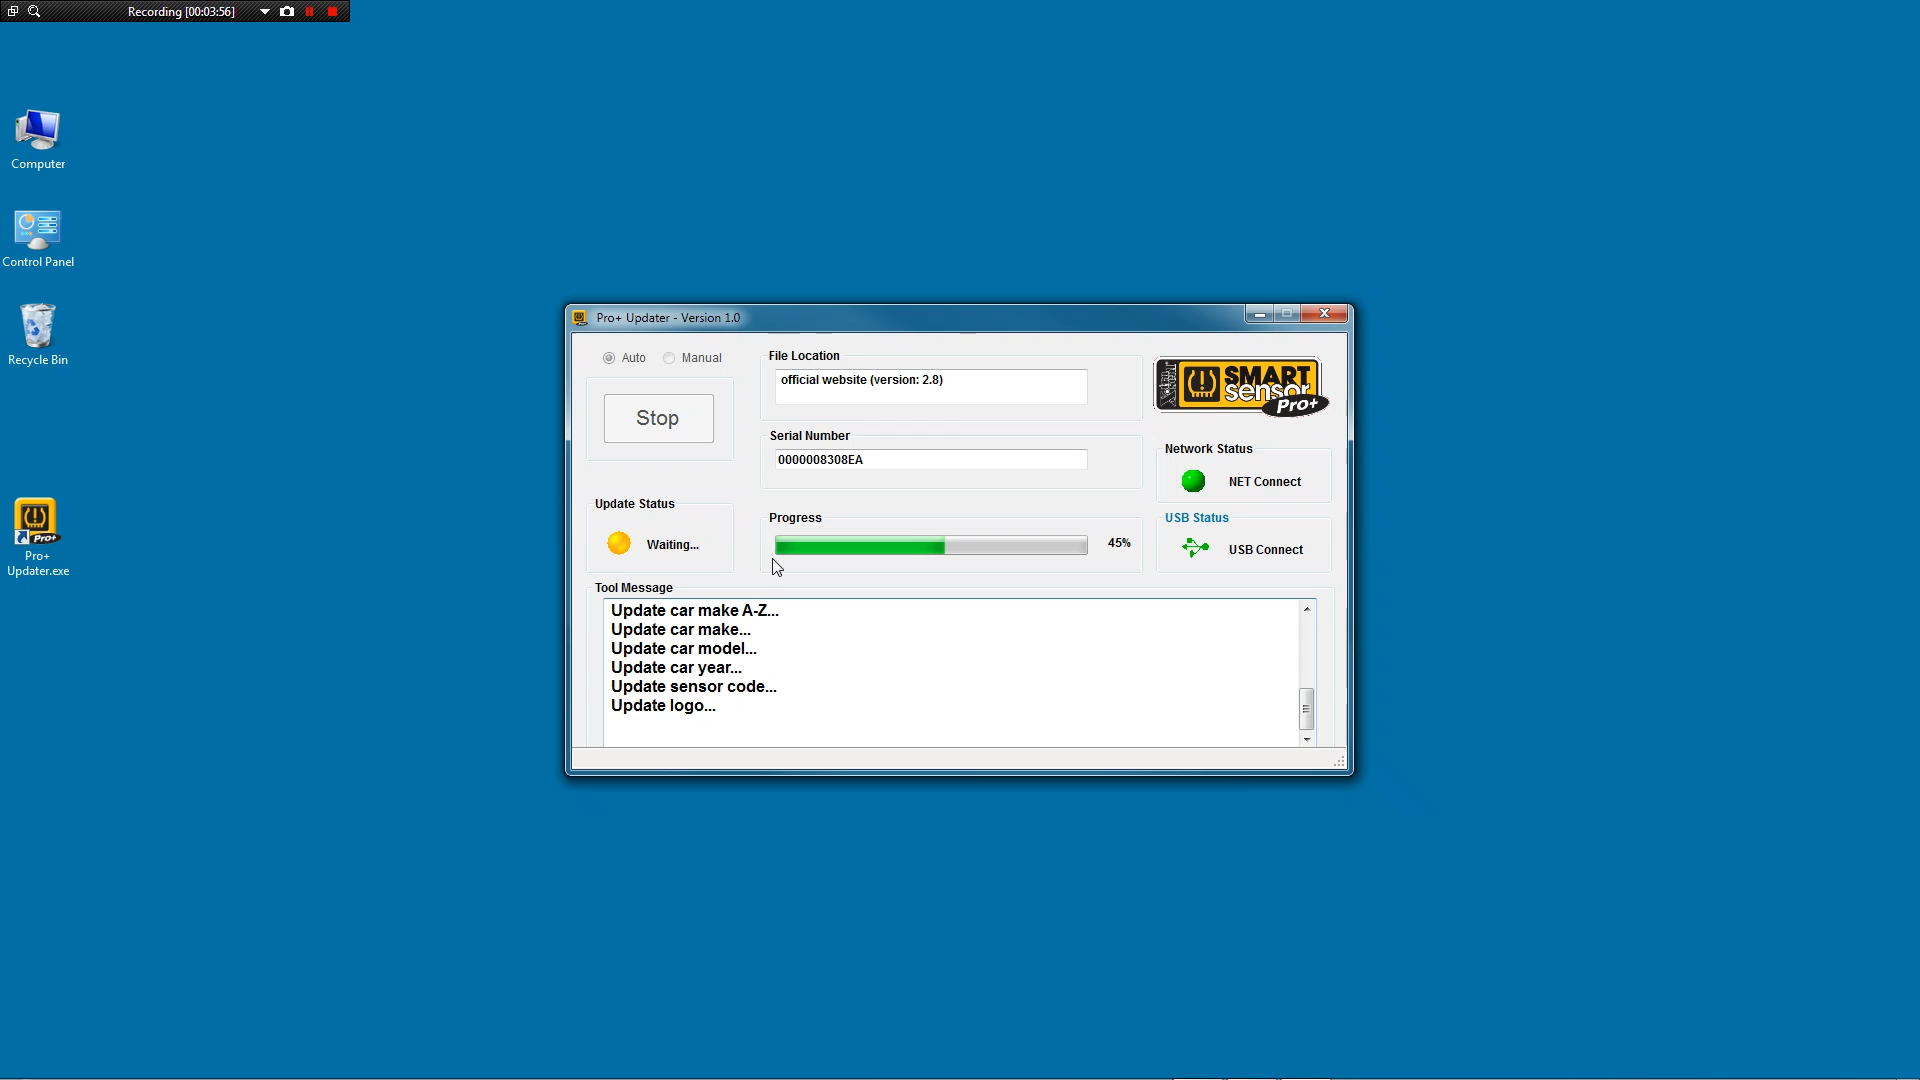 Recording [00:03:56]
Computer
Control Panel
Recycle Bin
Pro+
Pro+
Updater.exe
Pro+ Updater - Version 1.0
Auto
Manual
Stop
File Location
official website (version: 2.8)
SMART
sensor
Pro+
Serial Number
0000008308EA
Network Status
NET Connect
Update Status
Waiting...
Progress
45%
USB Status
USB Connect
Tool Message
Update car make A-Z...
Update car make...
Update car model...
Update car year...
Update sensor code...
Update logo...